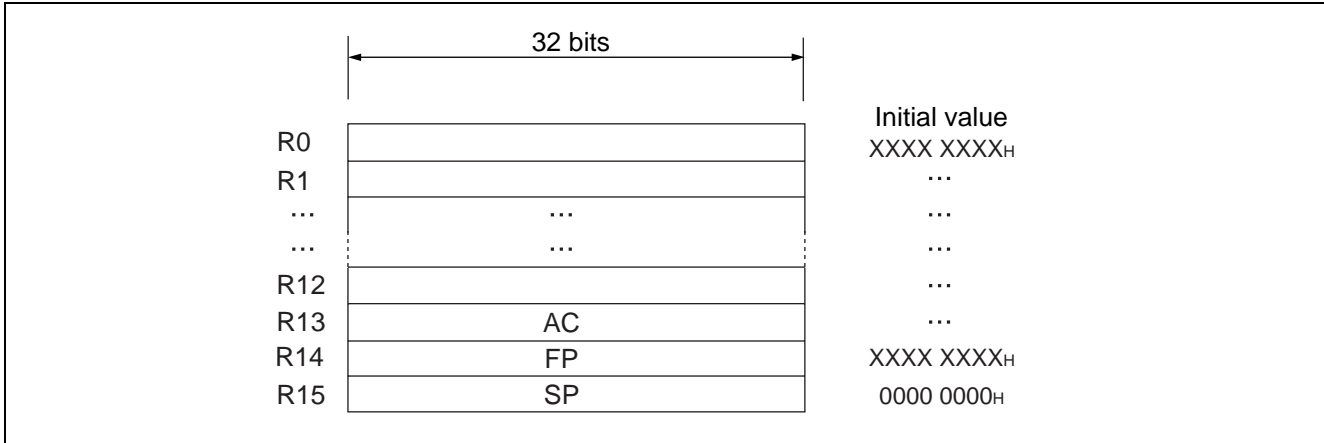 32 bits
Initial value
R0 XXXX XXXXH
R1 ...
... ... ...
... ... ...
R12 ...
R13 AC ...
R14 FP XXXX XXXXH
R15 SP 0000 0000H